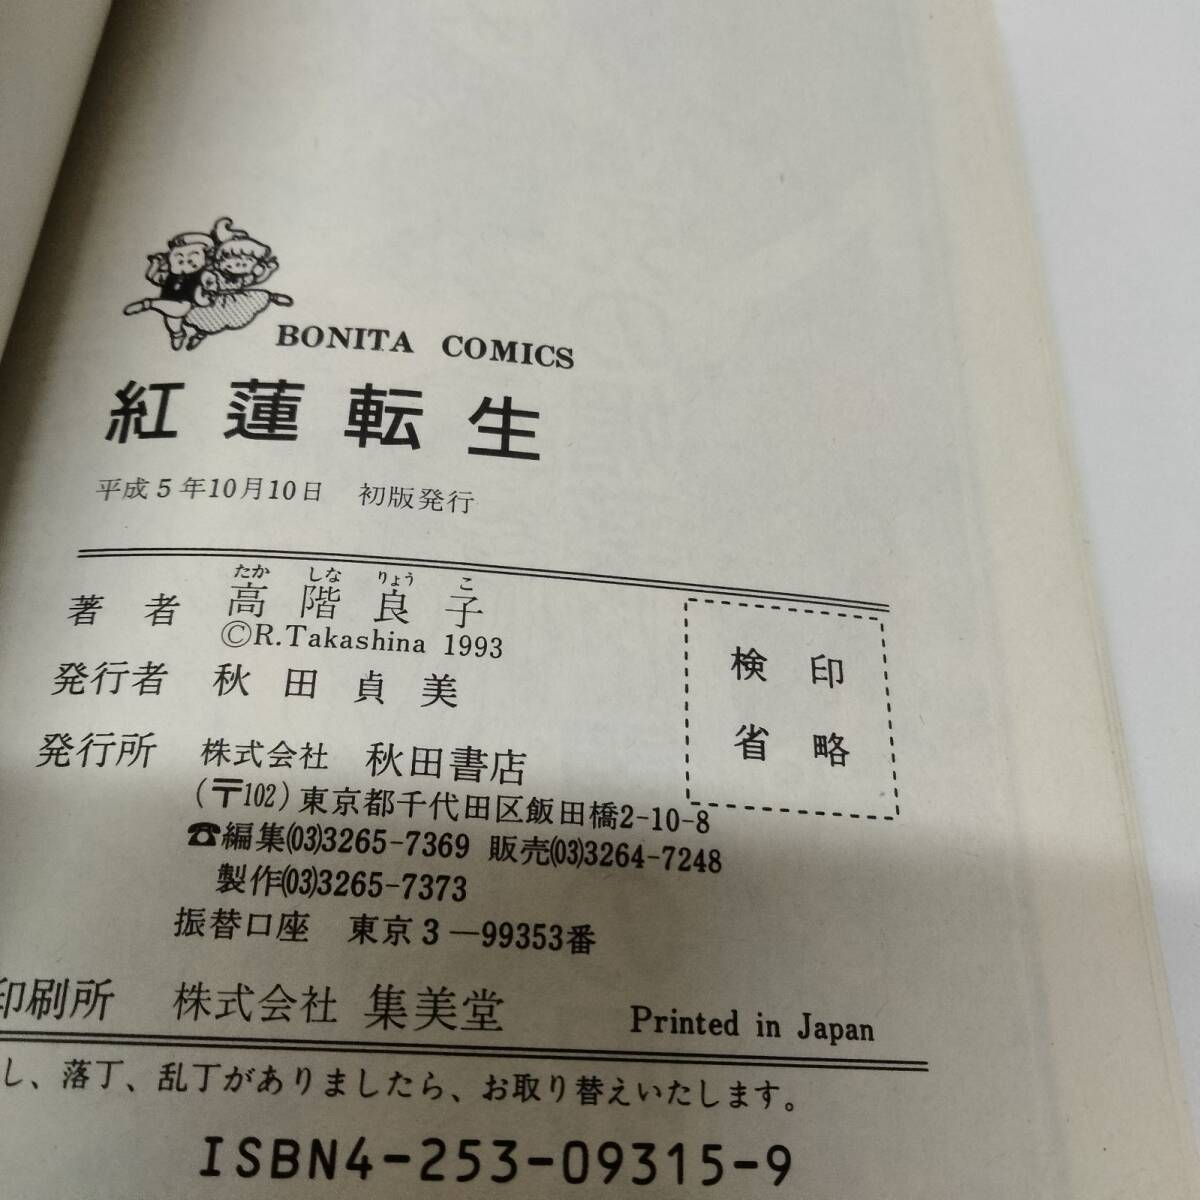 BONITA COMICS
紅蓮転生
平成5年10月10日 初版発行
たか しな りょう こ
著者 高階良子
©R.Takashina 1993
発行者 秋田貞美
発行所 株式会社 秋田書店
(〒102)東京都千代田区飯田橋2-10-8
☎編集(03)3265-7369 販売(03)3264-7248
製作(03)3265-7373
振替口座 東京3―99353番
検印
省略
印刷所 株式会社 集美堂 Printed in Japan
し、落丁、乱丁がありましたら、お取り替えいたします。
ISBN4-253-09315-9